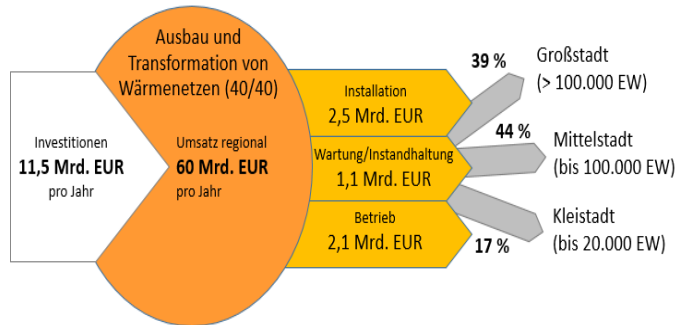 Ausbau und
Transformation von
Wärmenetzen (40/40)
Investitionen
11,5 Mrd. EUR
pro Jahr
Umsatz regional
60 Mrd. EUR
pro Jahr
Installation
2,5 Mrd. EUR
Wartung/Instandhaltung
1,1 Mrd. EUR
Betrieb
2,1 Mrd. EUR
39 %
Großstadt
(> 100.000 EW)
44 %
Mittelstadt
(bis 100.000 EW)
17 %
Kleistadt
(bis 20.000 EW)